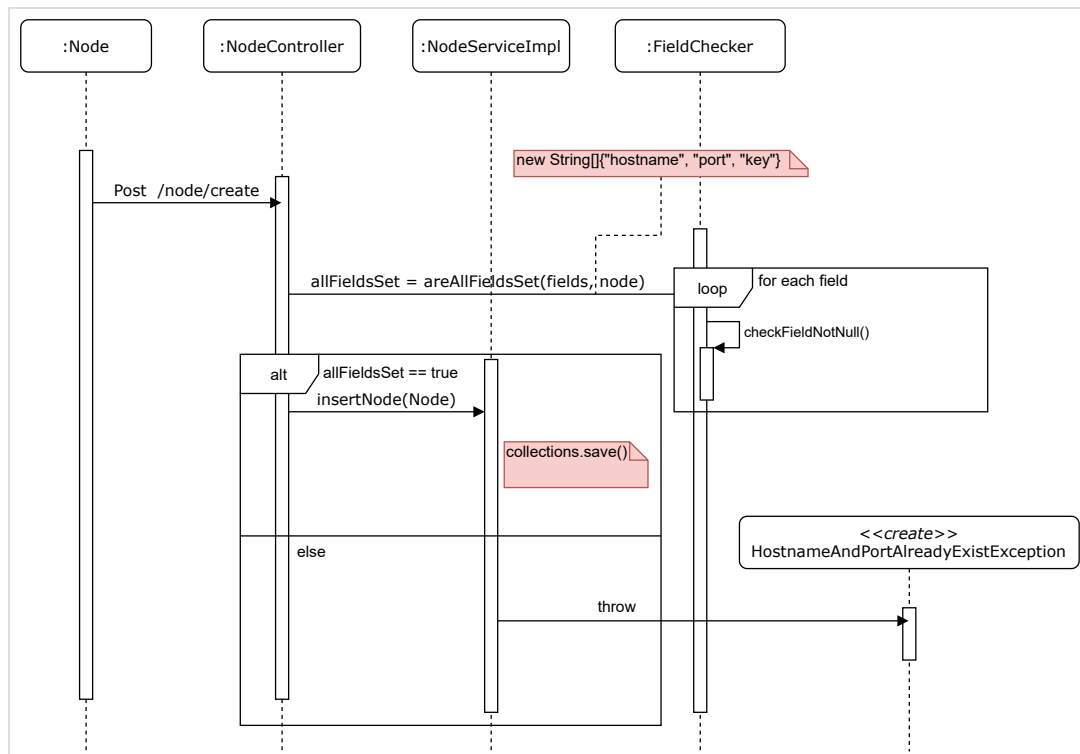 :Node
:NodeController
:NodeServiceImpl
:FieldChecker
new String[]{"hostname", "port", "key"}
Post /node/create
allFieldsSet = areAllFieldsSet(fields, node)
loop
for each field
checkFieldNotNull()
alt
allFieldsSet == true
insertNode(Node)
collections.save()
else
<<create>>
HostnameAndPortAlreadyExistException
throw